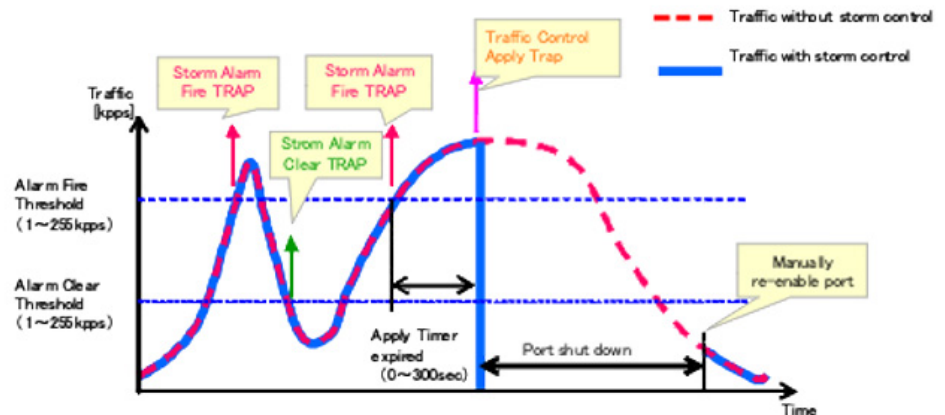 Traffic without storm control
Traffic with storm control
Traffic Control
Apply Trap
Storm Alarm
Fire TRAP
Storm Alarm
Fire TRAP
Strom Alarm
Clear TRAP
Traffic
[kpps]
Alarm Fire
Threshold
(1～255kpps)
Alarm Clear
Threshold
(1～255kpps)
Manually
re-enable port
Apply Timer
expired
(0～300sec)
Port shut down
Time